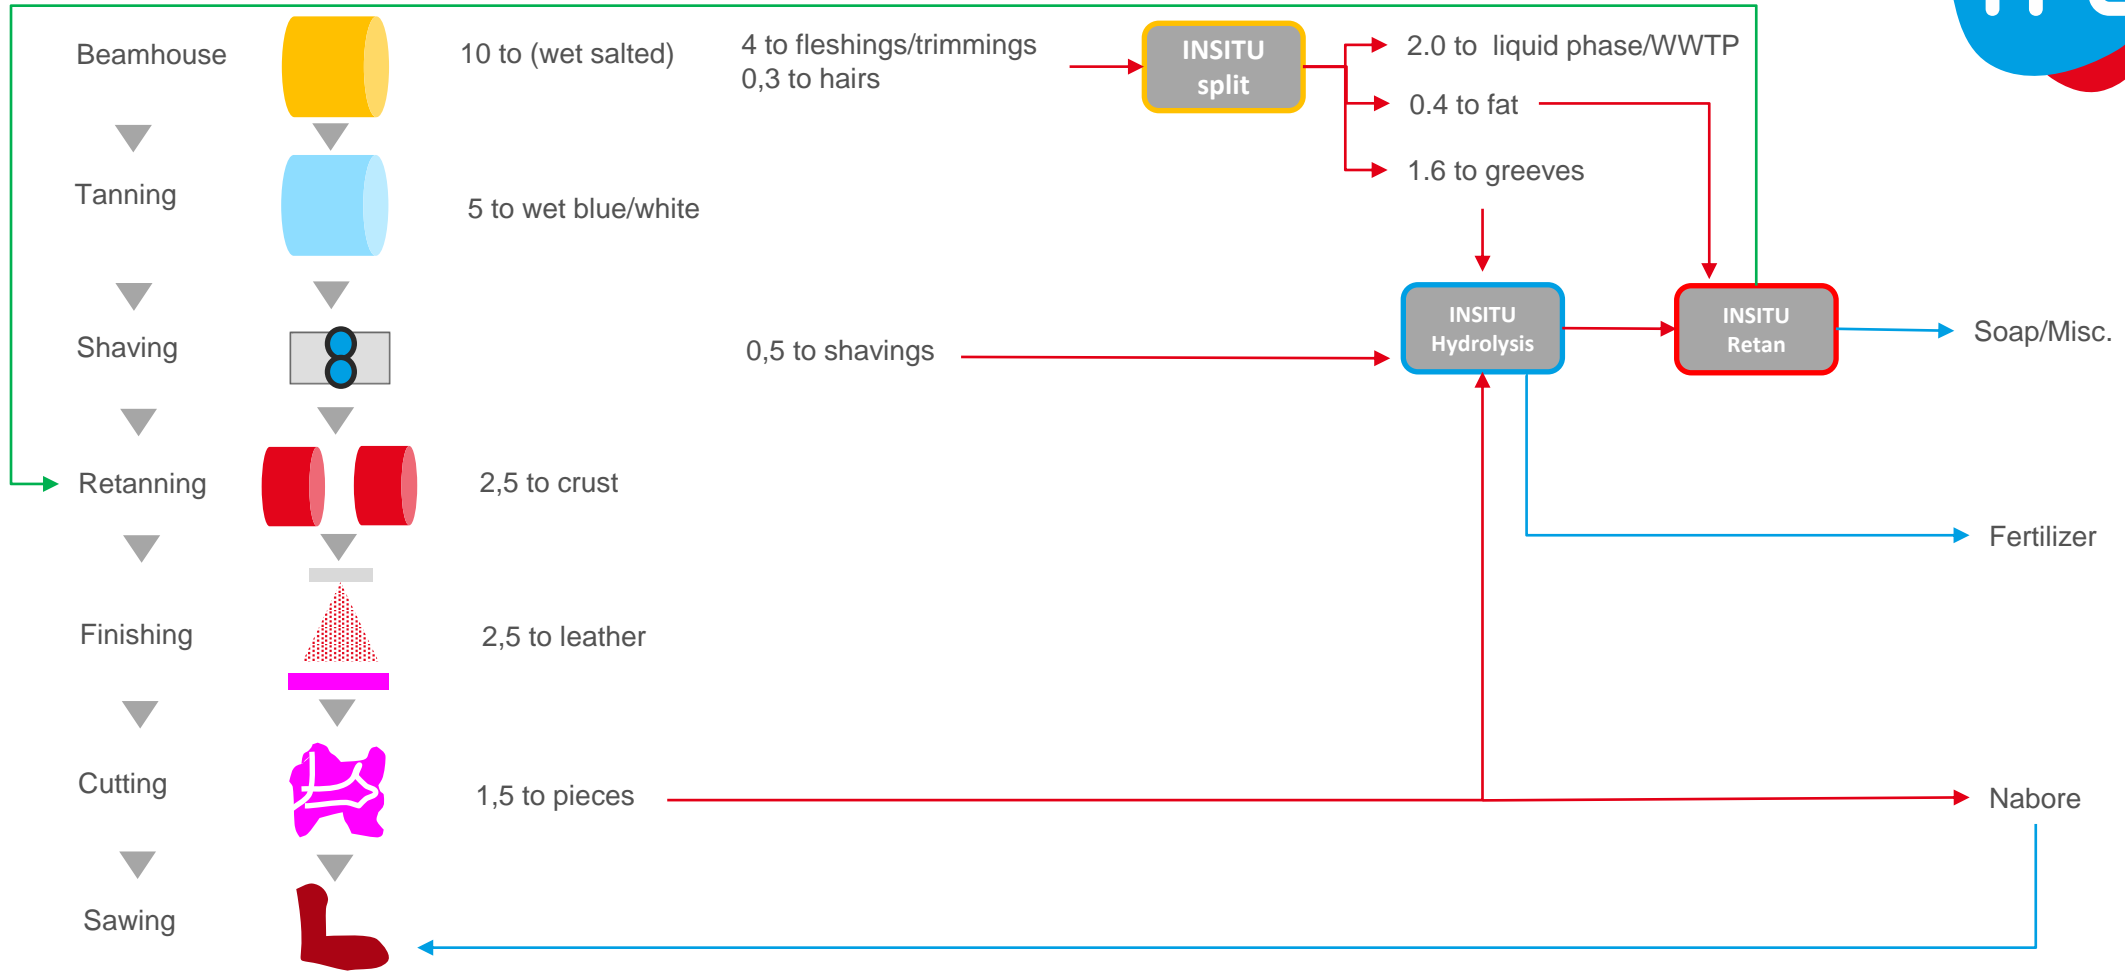 Beamhouse
10 to (wet salted)
4 to fleshings/trimmings
0,3 to hairs
INSITU
split
2.0 to liquid phase/WWTP
0.4 to fat
1.6 to greeves
Tanning
5 to wet blue/white
Shaving
0,5 to shavings
INSITU
Hydrolysis
INSITU
Retan
Soap/Misc.
Retanning
2,5 to crust
Fertilizer
Finishing
2,5 to leather
Cutting
1,5 to pieces
Nabore
Sawing